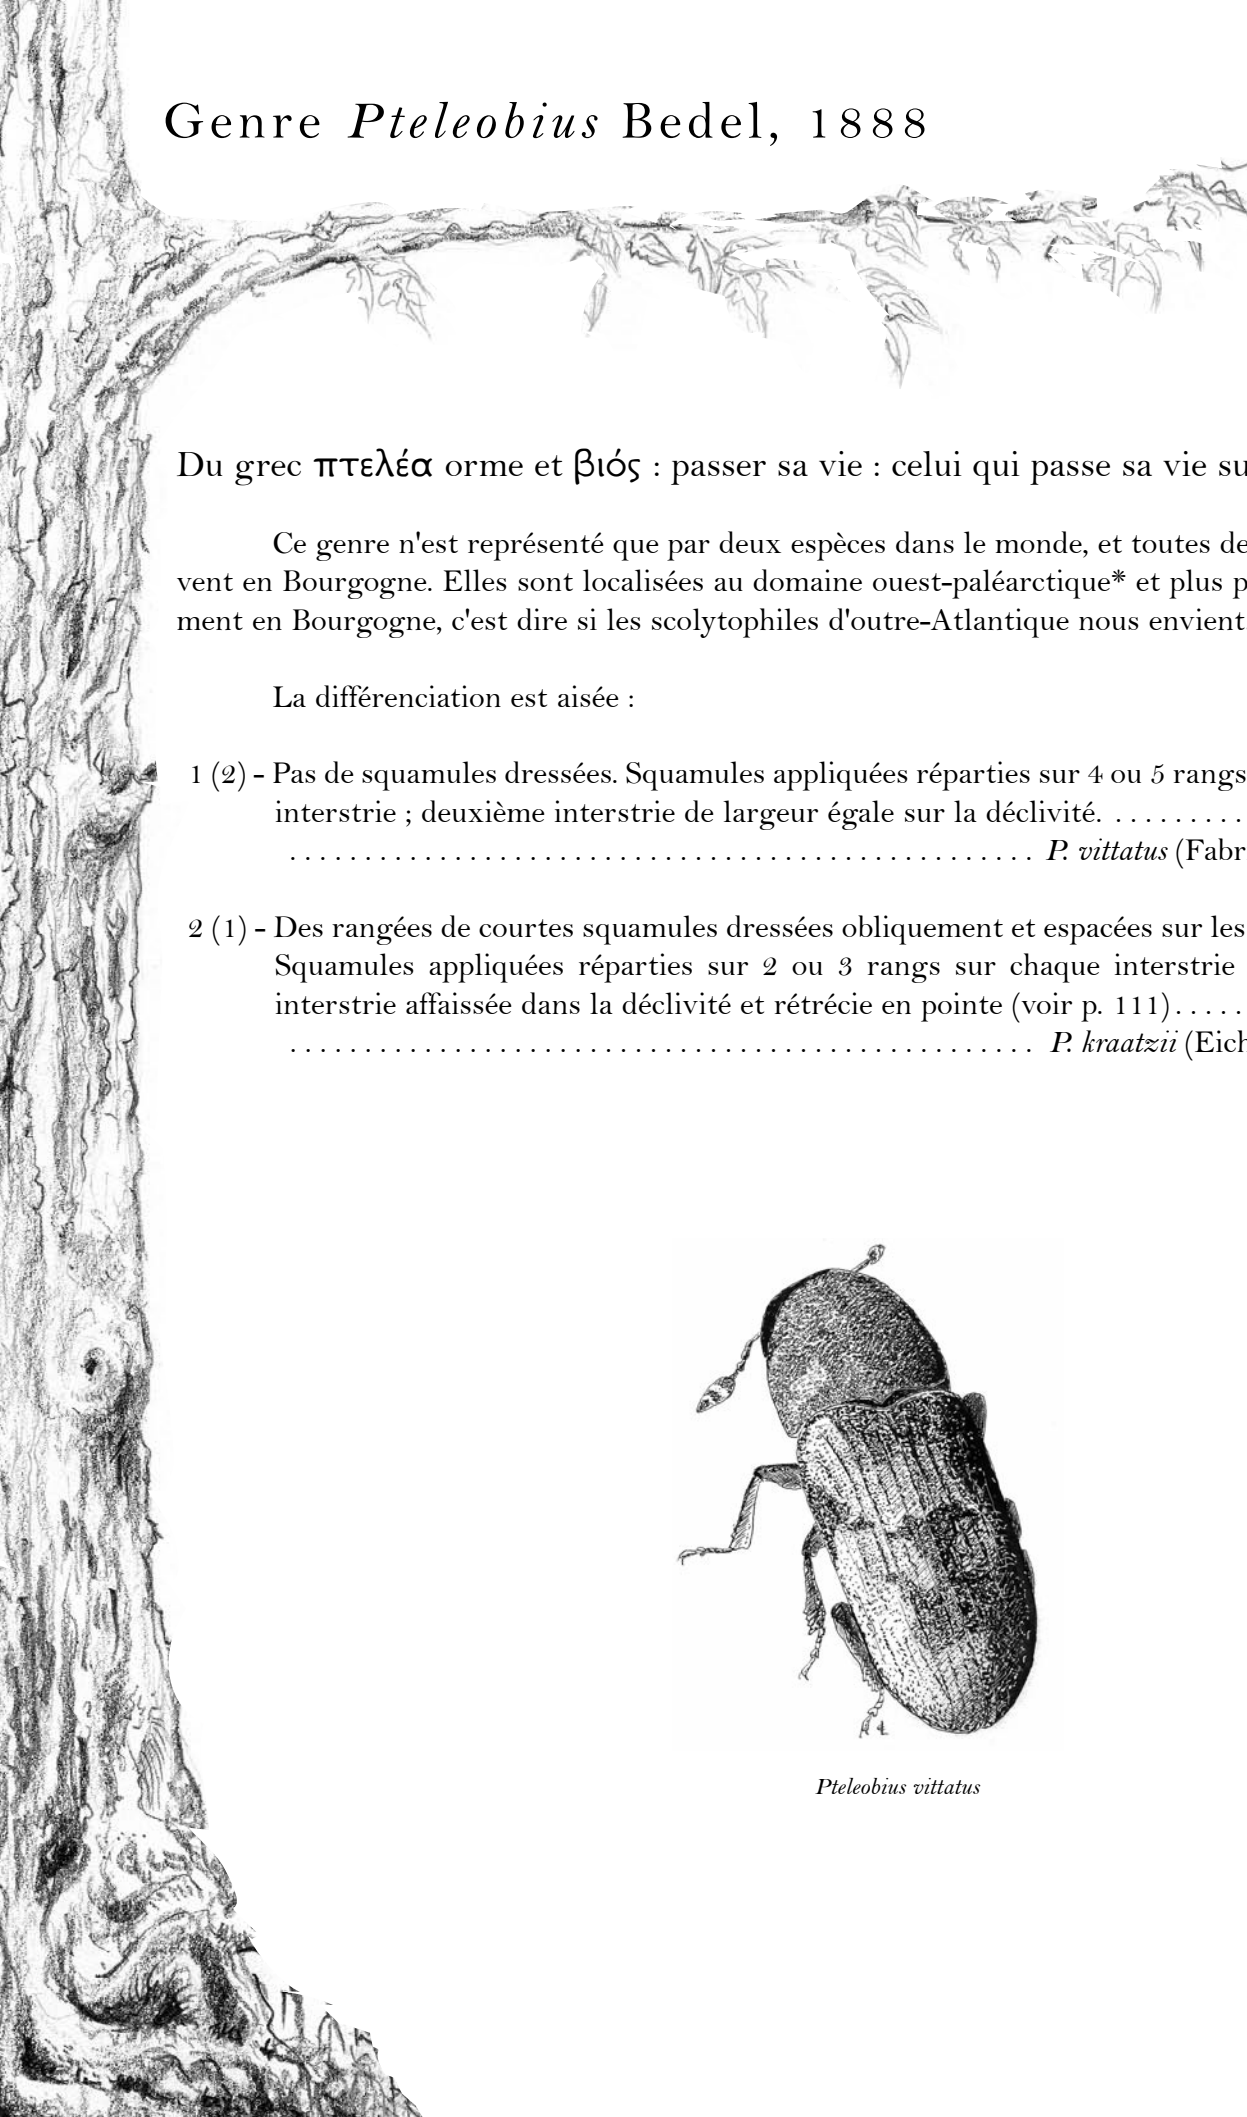 Genre Pteleobius Bedel, 1888
Du grec πτελέα orme et βιός : passer sa vie : celui qui passe sa vie su
Ce genre n'est représenté que par deux espèces dans le monde, et toutes de
vent en Bourgogne. Elles sont localisées au domaine ouest-paléarctique* et plus p
ment en Bourgogne, c'est dire si les scolytophiles d'outre-Atlantique nous envient
La différenciation est aisée :
1 (2) - Pas de squamules dressées. Squamules appliquées réparties sur 4 ou 5 rangs
interstrie ; deuxième interstrie de largeur égale sur la déclivité. . . . . . . . . .
. . . . . . . . . . . . . . . . . . . . . . . . . . . . . . . . . . . . . . . . . . . . . . . . . . P. vittatus (Fabr
2 (1) - Des rangées de courtes squamules dressées obliquement et espacées sur les
Squamules appliquées réparties sur 2 ou 3 rangs sur chaque interstrie
interstrie affaissée dans la déclivité et rétrécie en pointe (voir p. 111) . . . . .
. . . . . . . . . . . . . . . . . . . . . . . . . . . . . . . . . . . . . . . . . . . . . . . . . . P. kraatzii (Eich
Pteleobius vittatus